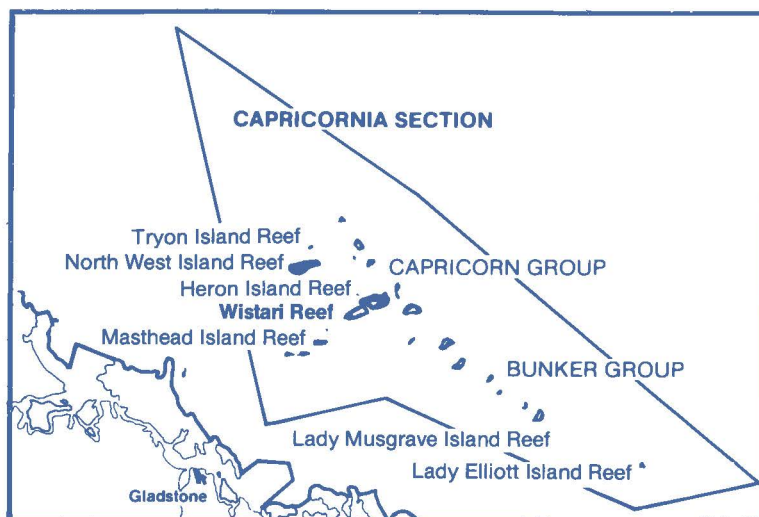 CAPRICORNIA SECTION
Tryon Island Reef
North West Island Reef
CAPRICORN GROUP
Heron Island Reef
Wistari Reef
Masthead Island Reef
BUNKER GROUP
Lady Musgrave Island Reef
Lady Elliott Island Reef
Gladstone